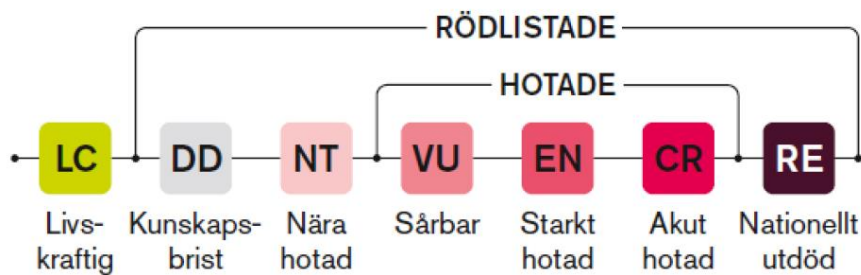 RÖDLISTADE
HOTADE
LC DD NT VU EN CR RE
Livs- Kunskaps- Nära Sårbar Starkt Akut Nationellt
kraftig brist hotad hotad hotad utdöd